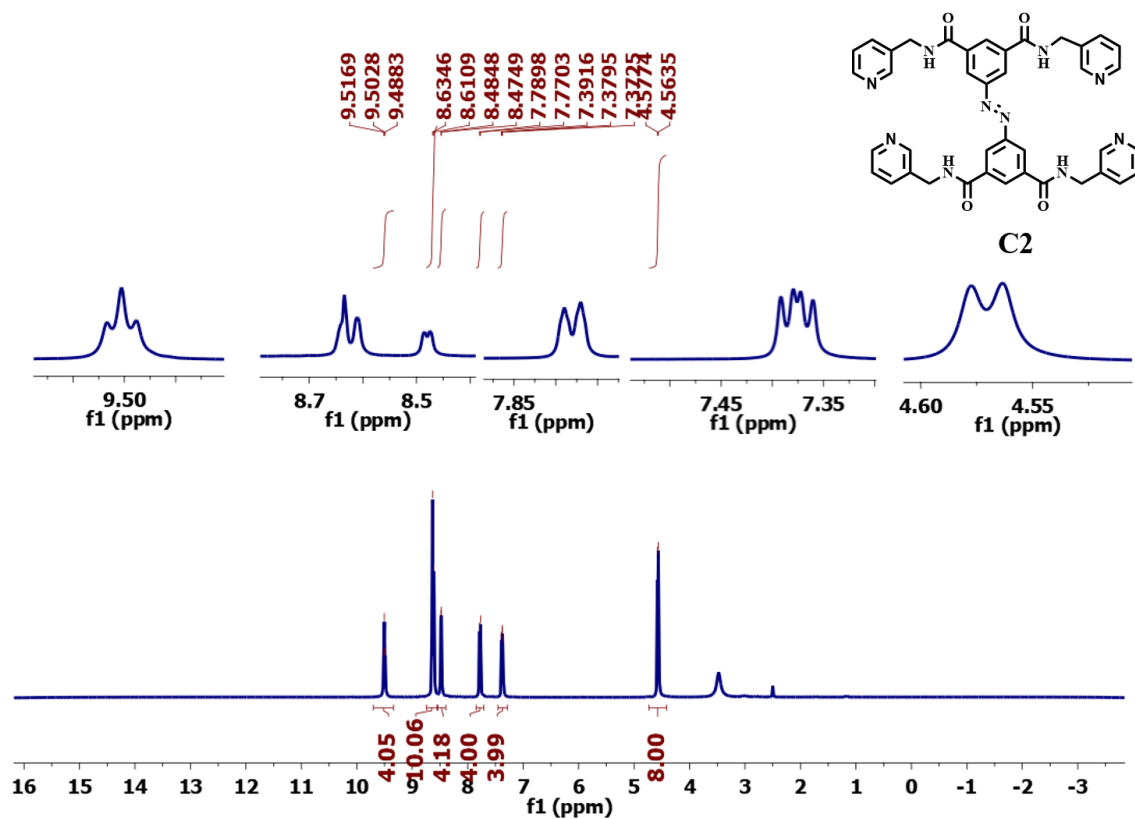 9.5169
9.5028
9.4883
8.6346
8.6109
8.4848
8.4749
7.7898
7.7703
7.3916
7.3795
7.3725
4.5774
4.5635
O O
N H N H
N N
N N
N H N H
N N
O O
C2
9.50 8.7 8.5 7.85 7.45 7.35 4.60 4.55
f1 (ppm) f1 (ppm) f1 (ppm) f1 (ppm) f1 (ppm)
4.05 10.06 4.18 4.00 3.99 8.00
16 15 14 13 12 11 10 9 8 7 6 5 4 3 2 1 0 -1 -2 -3
f1 (ppm)